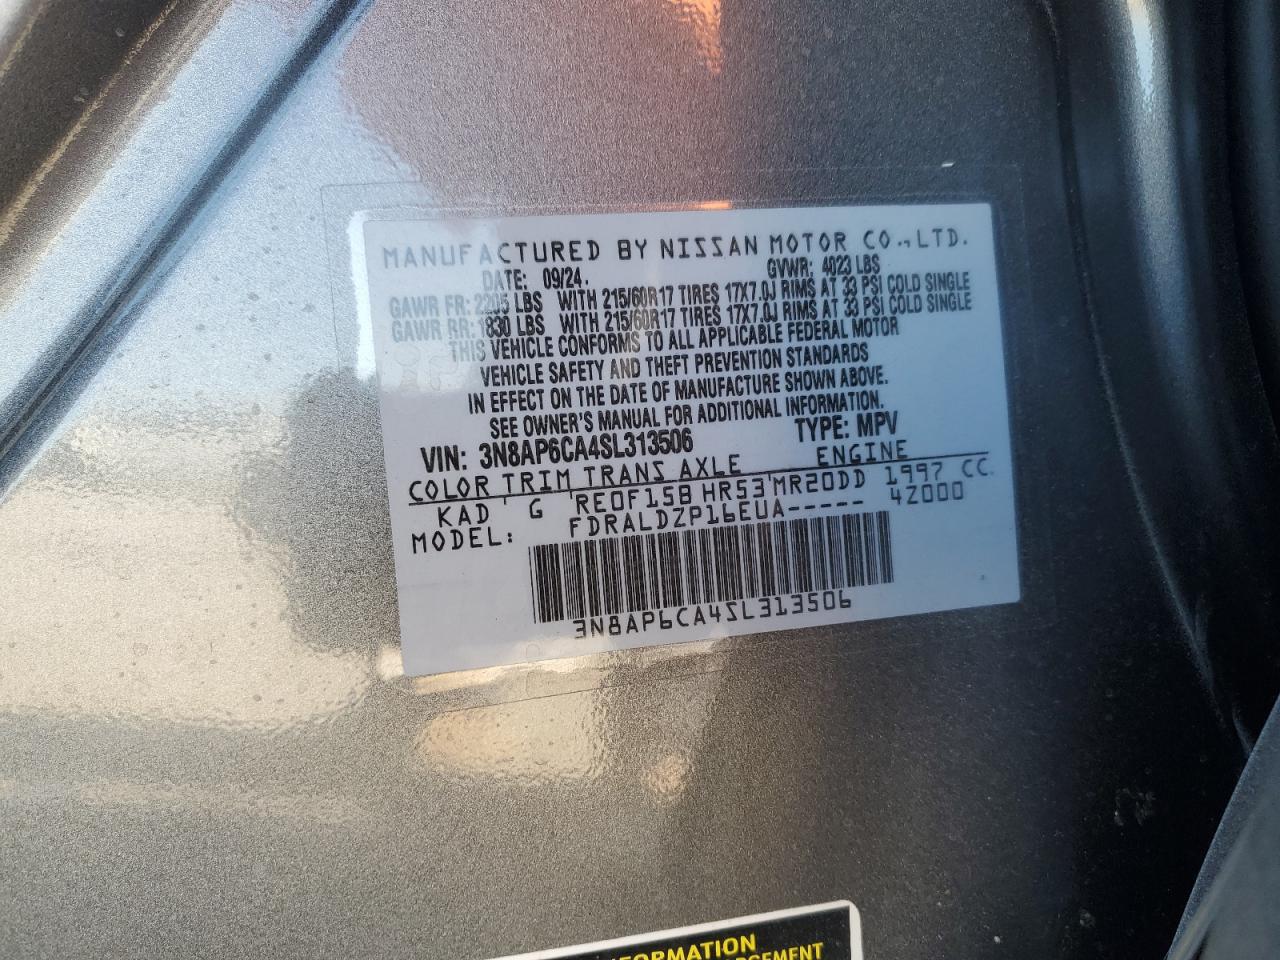 MANUFACTURED BY NISSAN MOTOR CO., LTD.
DATE: 09/24. GVWR: 4023 LBS
GAWR FR: 2205 LBS WITH 215/60R17 TIRES 17X7.0J RIMS AT 33 PSI COLD SINGLE
GAWR RR: 1830 LBS WITH 215/60R17 TIRES 17X7.0J RIMS AT 33 PSI COLD SINGLE
THIS VEHICLE CONFORMS TO ALL APPLICABLE FEDERAL MOTOR
VEHICLE SAFETY AND THEFT PREVENTION STANDARDS
IN EFFECT ON THE DATE OF MANUFACTURE SHOWN ABOVE.
SEE OWNER'S MANUAL FOR ADDITIONAL INFORMATION.
VIN: 3N8AP6CA4SL313506 TYPE: MPV
COLOR TRIM TRANS AXLE ENGINE
KAD G RE0F15B HR53 MR20DD 1997 CC
MODEL: FDRALDZP16EUA----- 4Z000
3N8AP6CA4SL313506